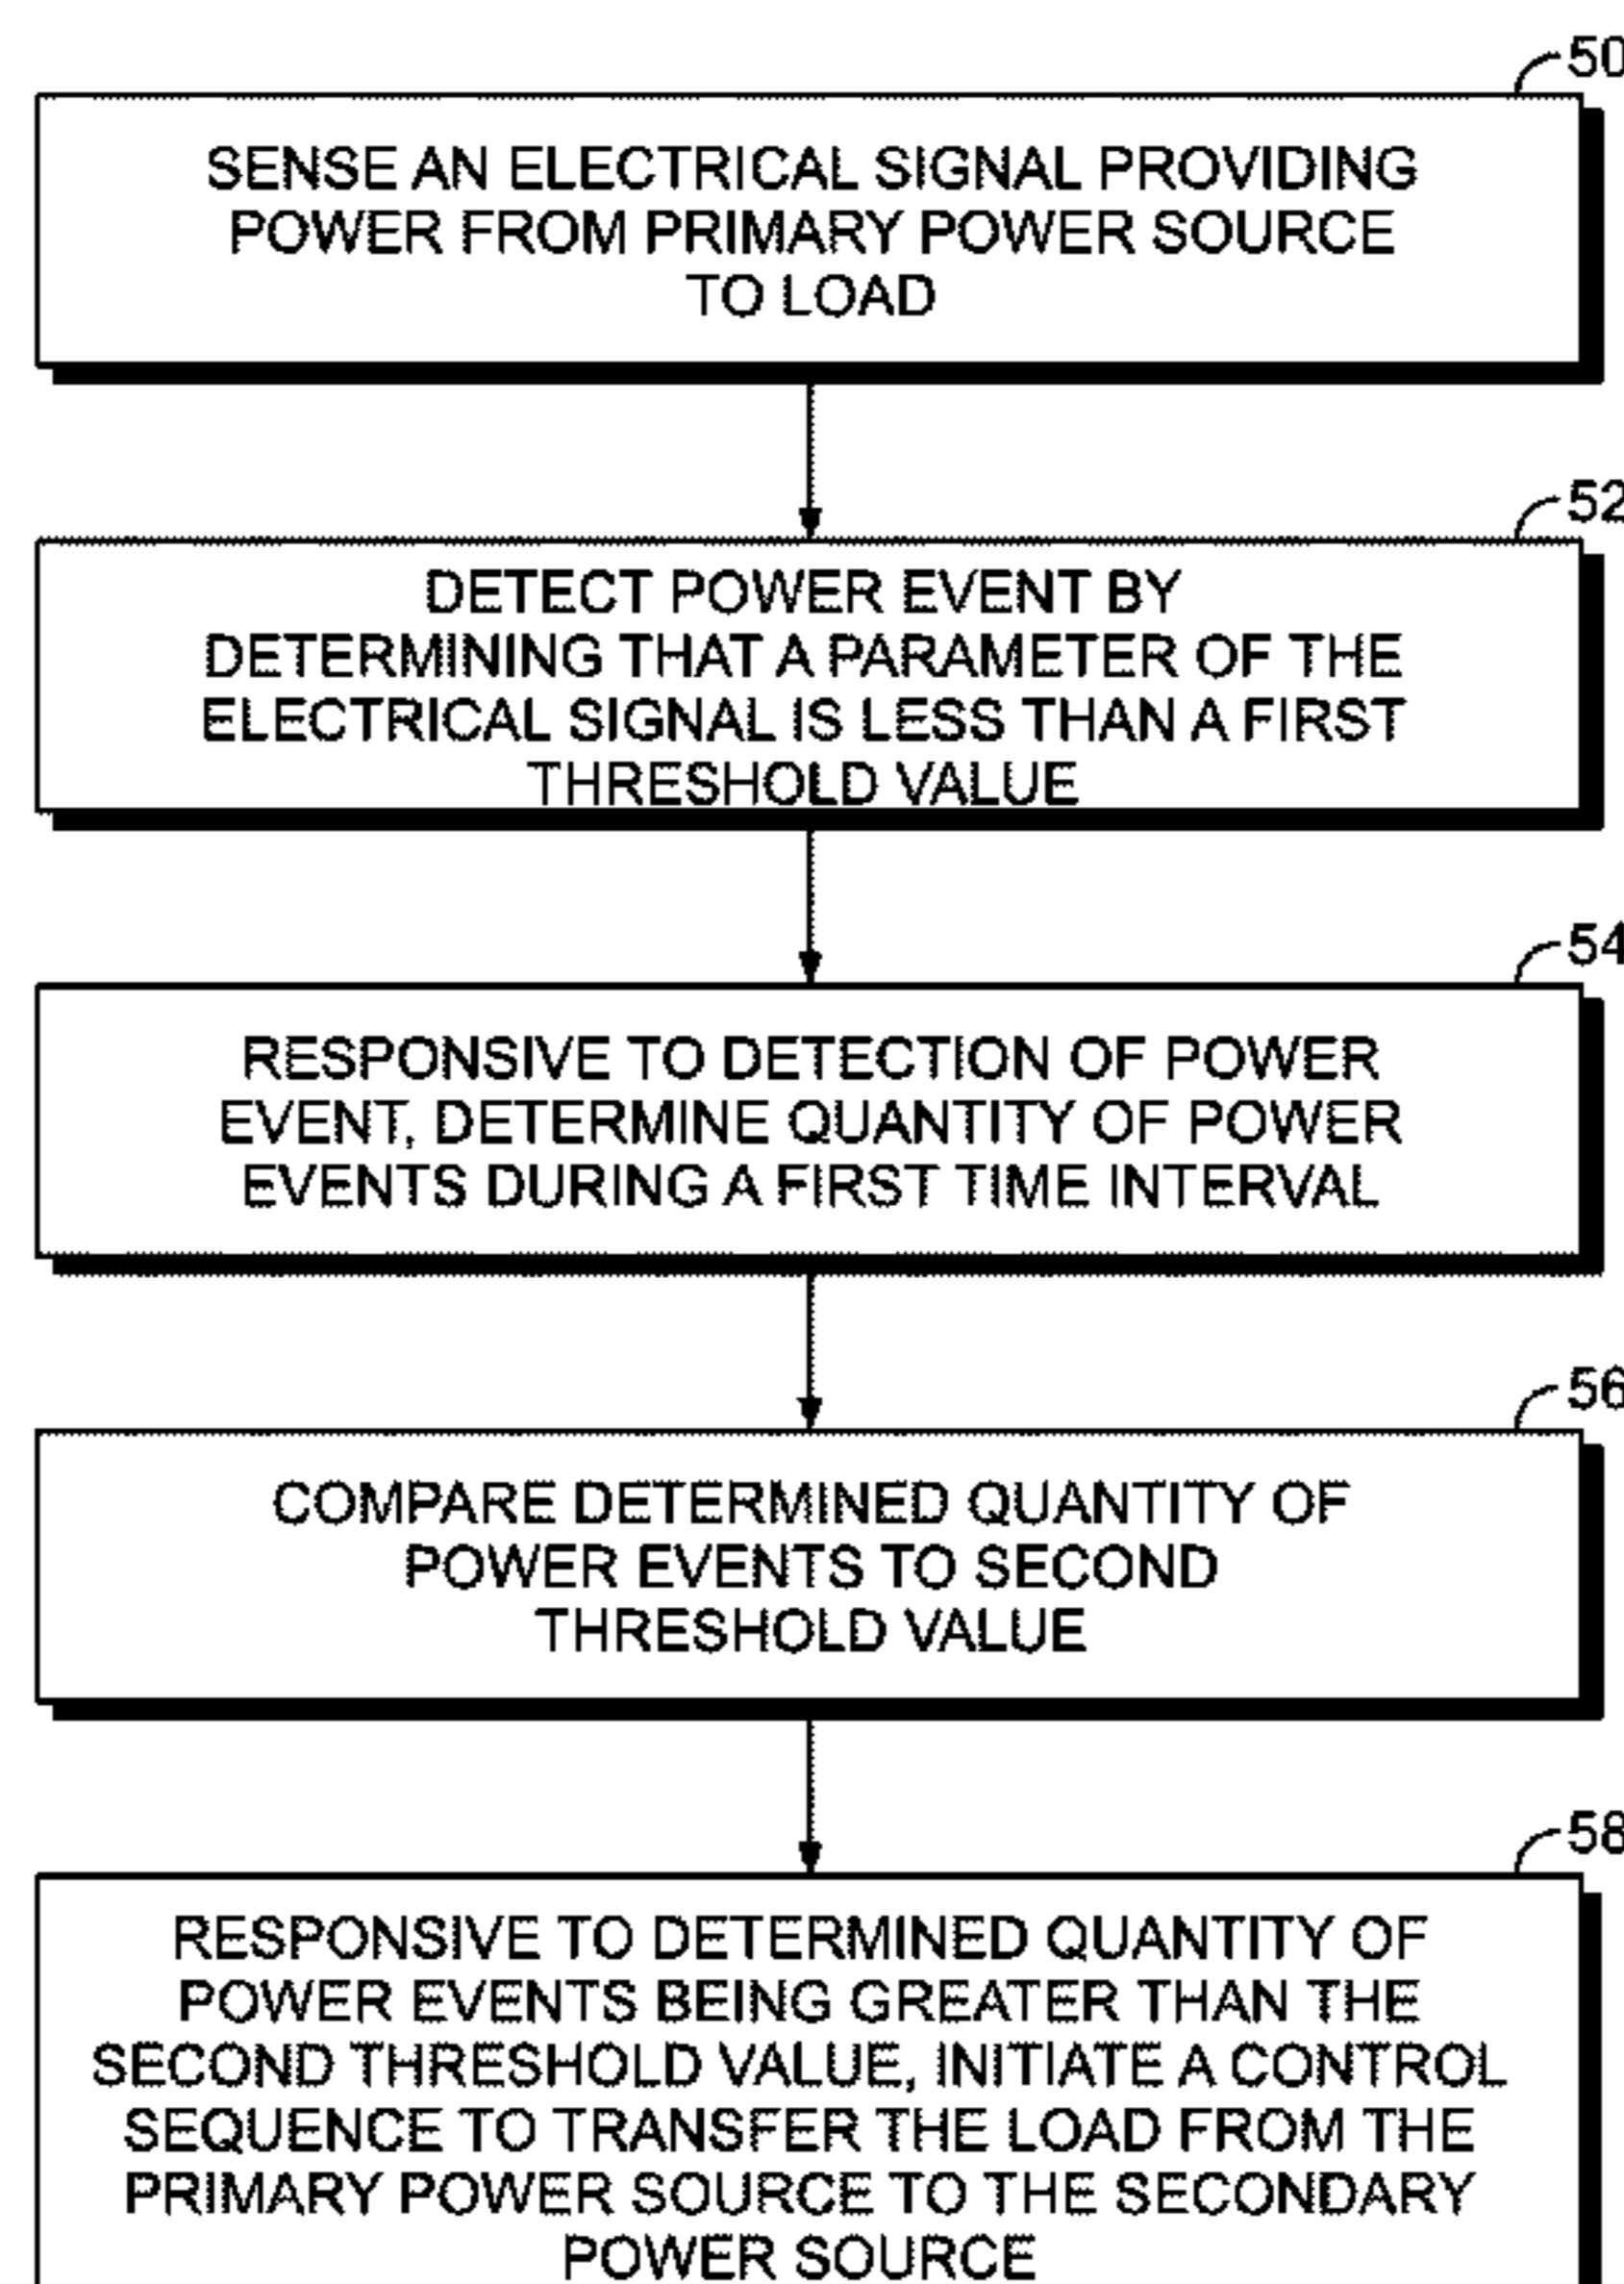 50
SENSE AN ELECTRICAL SIGNAL PROVIDING
POWER FROM PRIMARY POWER SOURCE
TO LOAD
52
DETECT POWER EVENT BY
DETERMINING THAT A PARAMETER OF THE
ELECTRICAL SIGNAL IS LESS THAN A FIRST
THRESHOLD VALUE
54
RESPONSIVE TO DETECTION OF POWER
EVENT, DETERMINE QUANTITY OF POWER
EVENTS DURING A FIRST TIME INTERVAL
56
COMPARE DETERMINED QUANTITY OF
POWER EVENTS TO SECOND
THRESHOLD VALUE
58
RESPONSIVE TO DETERMINED QUANTITY OF
POWER EVENTS BEING GREATER THAN THE
SECOND THRESHOLD VALUE, INITIATE A CONTROL
SEQUENCE TO TRANSFER THE LOAD FROM THE
PRIMARY POWER SOURCE TO THE SECONDARY
POWER SOURCE